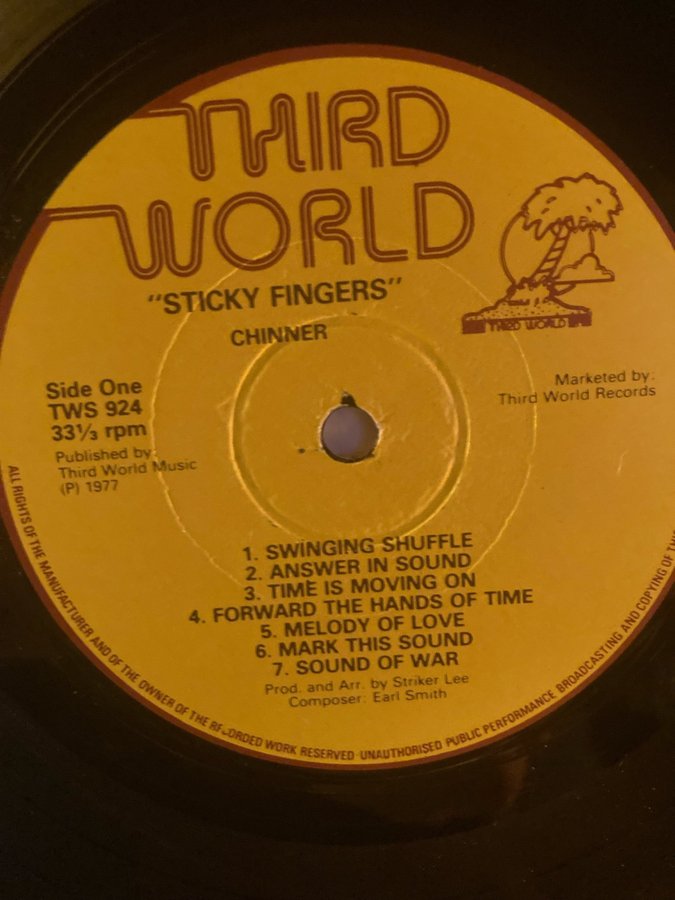 THIRD
WORLD
THIRD WORLD
"STICKY FINGERS"
CHINNER
Side One
TWS 924
33⅓ rpm
Published by
Third World Music
(P) 1977
Marketed by:
Third World Records
1. SWINGING SHUFFLE
2. ANSWER IN SOUND
3. TIME IS MOVING ON
4. FORWARD THE HANDS OF TIME
5. MELODY OF LOVE
6. MARK THIS SOUND
7. SOUND OF WAR
Prod. and Arr. by Striker Lee
Composer: Earl Smith
ALL RIGHTS OF THE MANUFACTURER AND OF THE OWNER OF THE RECORDED WORK RESERVED · UNAUTHORISED PUBLIC PERFORMANCE, BROADCASTING AND COPYING OF